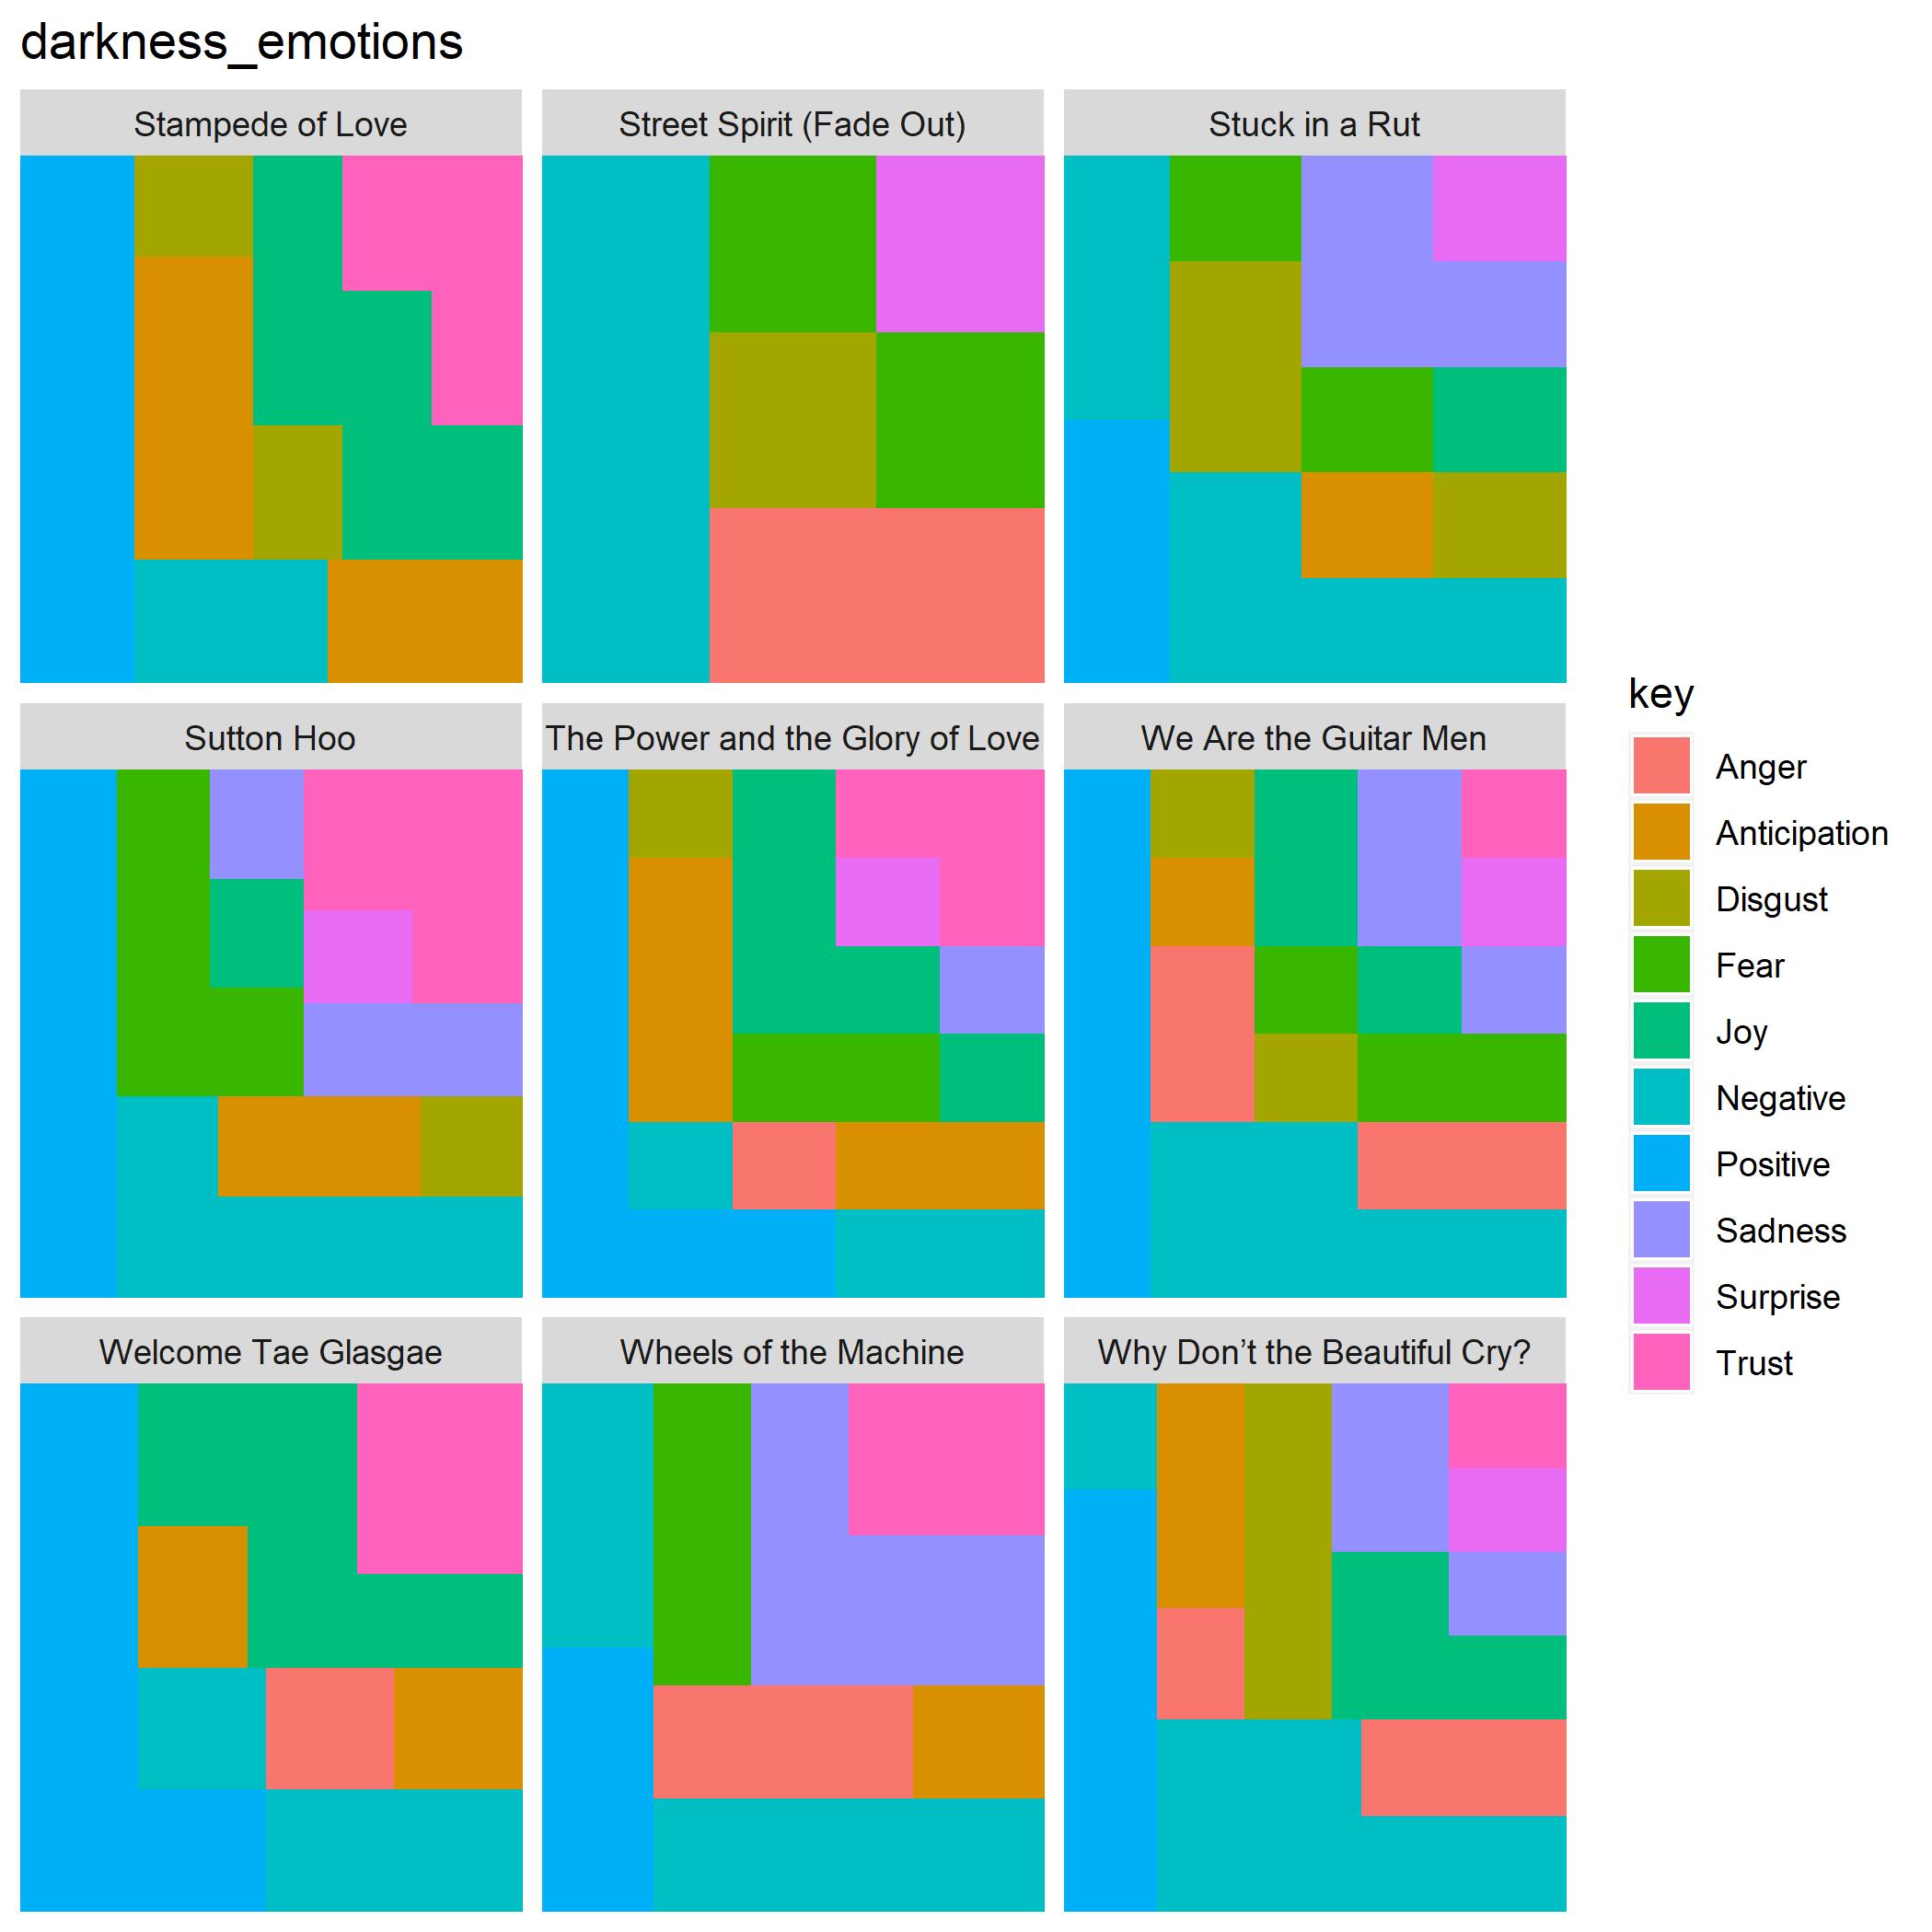 darkness_emotions
Stampede of Love
Street Spirit (Fade Out)
Stuck in a Rut
Sutton Hoo
The Power and the Glory of Love
We Are the Guitar Men
Welcome Tae Glasgae
Wheels of the Machine
Why Don’t the Beautiful Cry?
key
Anger
Anticipation
Disgust
Fear
Joy
Negative
Positive
Sadness
Surprise
Trust